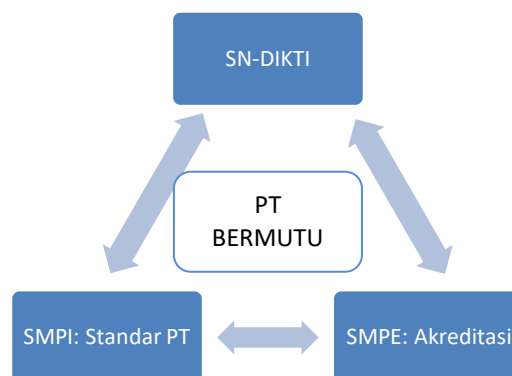 SN-DIKTI
PT
BERMUTU
SMPI: Standar PT
SMPE: Akreditasi